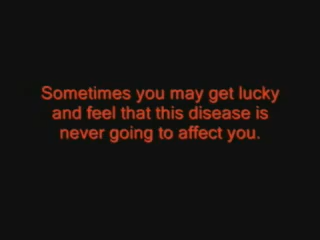 Sometimes you may get lucky
and feel that this disease is
never going to affect you.